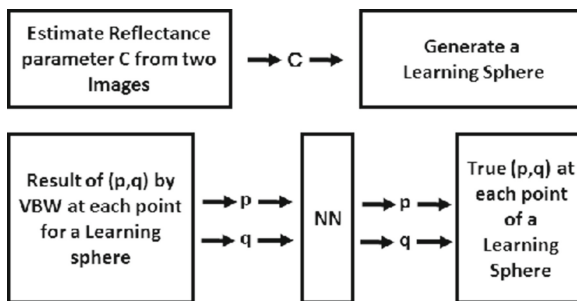 Estimate Reflectance
parameter C from two
Images
C
Generate a
Learning Sphere
Result of (p,q) by
VBW at each point
for a Learning
sphere
p
q
NN
p
q
True (p,q) at
each point
of a
Learning
Sphere